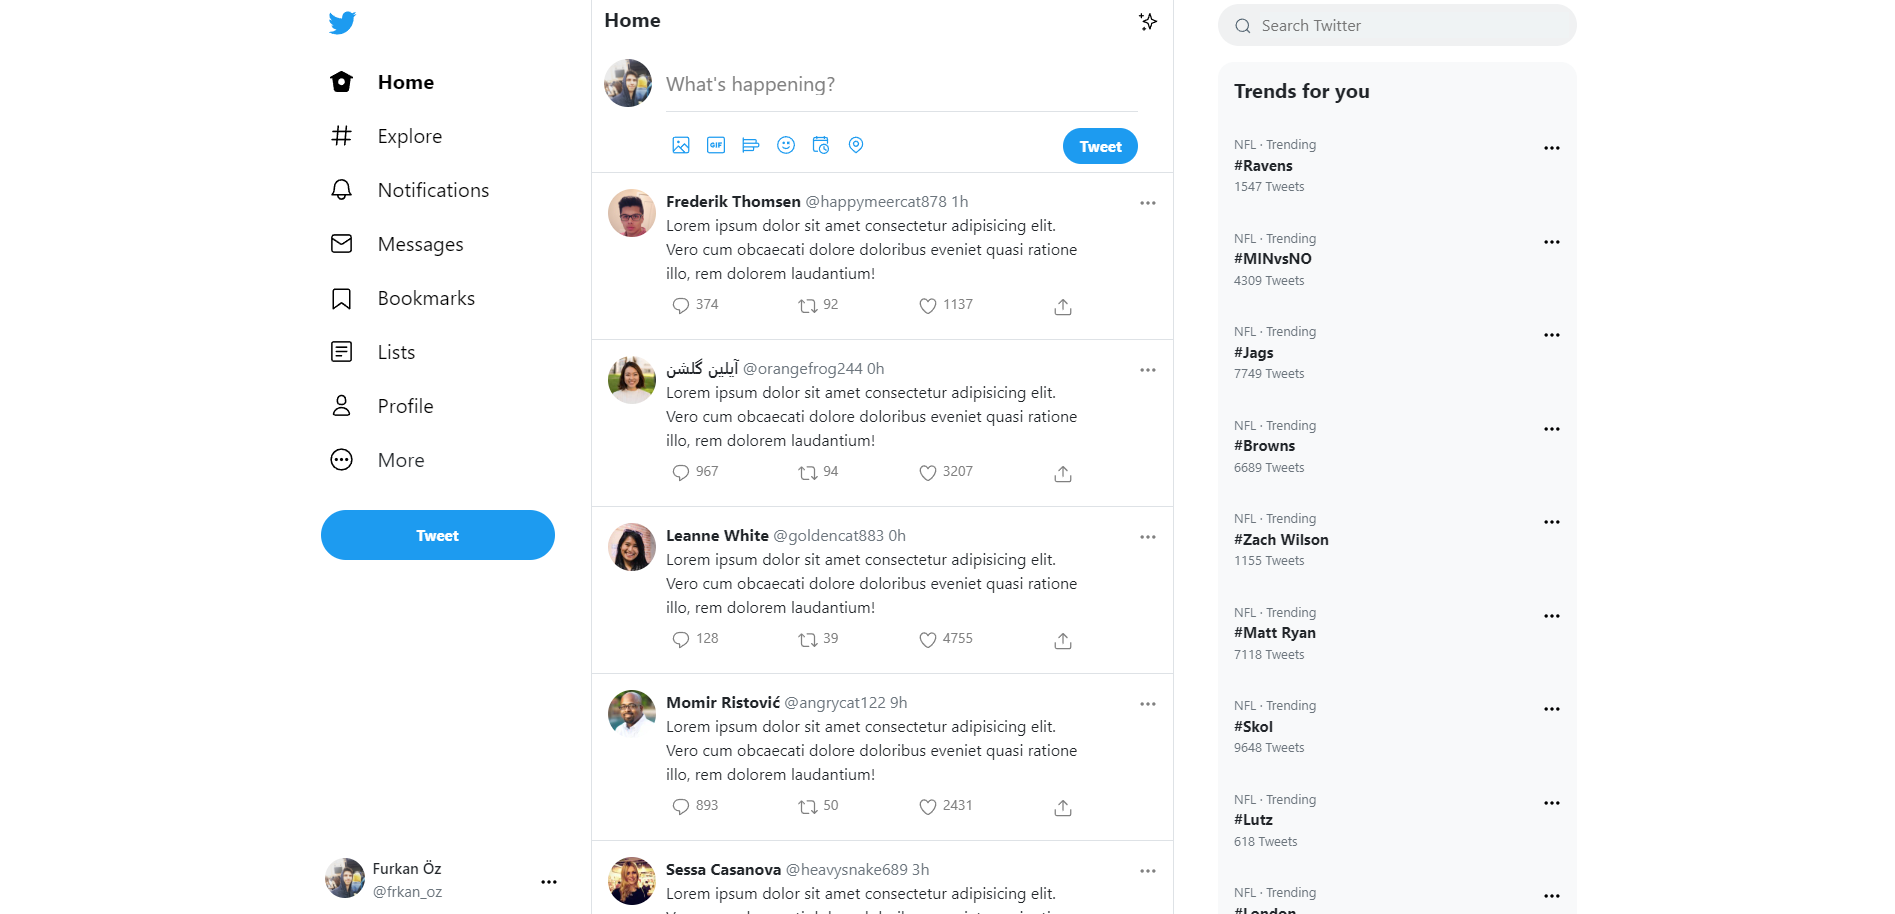 Home
Explore
Notifications
Messages
Bookmarks
Lists
Profile
More
Tweet
Furkan Öz
@frkan_oz
Home
What's happening?
GIF
Tweet
Frederik Thomsen @happymeercat878 1h
Lorem ipsum dolor sit amet consectetur adipisicing elit.
Vero cum obcaecati dolore doloribus eveniet quasi ratione
illo, rem dolorem laudantium!
374 92 1137
آیلین گلشن @orangefrog244 0h
Lorem ipsum dolor sit amet consectetur adipisicing elit.
Vero cum obcaecati dolore doloribus eveniet quasi ratione
illo, rem dolorem laudantium!
967 94 3207
Leanne White @goldencat883 0h
Lorem ipsum dolor sit amet consectetur adipisicing elit.
Vero cum obcaecati dolore doloribus eveniet quasi ratione
illo, rem dolorem laudantium!
128 39 4755
Momir Ristović @angrycat122 9h
Lorem ipsum dolor sit amet consectetur adipisicing elit.
Vero cum obcaecati dolore doloribus eveniet quasi ratione
illo, rem dolorem laudantium!
893 50 2431
Sessa Casanova @heavysnake689 3h
Lorem ipsum dolor sit amet consectetur adipisicing elit.
Search Twitter
Trends for you
NFL · Trending
#Ravens
1547 Tweets
NFL · Trending
#MINvsNO
4309 Tweets
NFL · Trending
#Jags
7749 Tweets
NFL · Trending
#Browns
6689 Tweets
NFL · Trending
#Zach Wilson
1155 Tweets
NFL · Trending
#Matt Ryan
7118 Tweets
NFL · Trending
#Skol
9648 Tweets
NFL · Trending
#Lutz
618 Tweets
NFL · Trending
#London